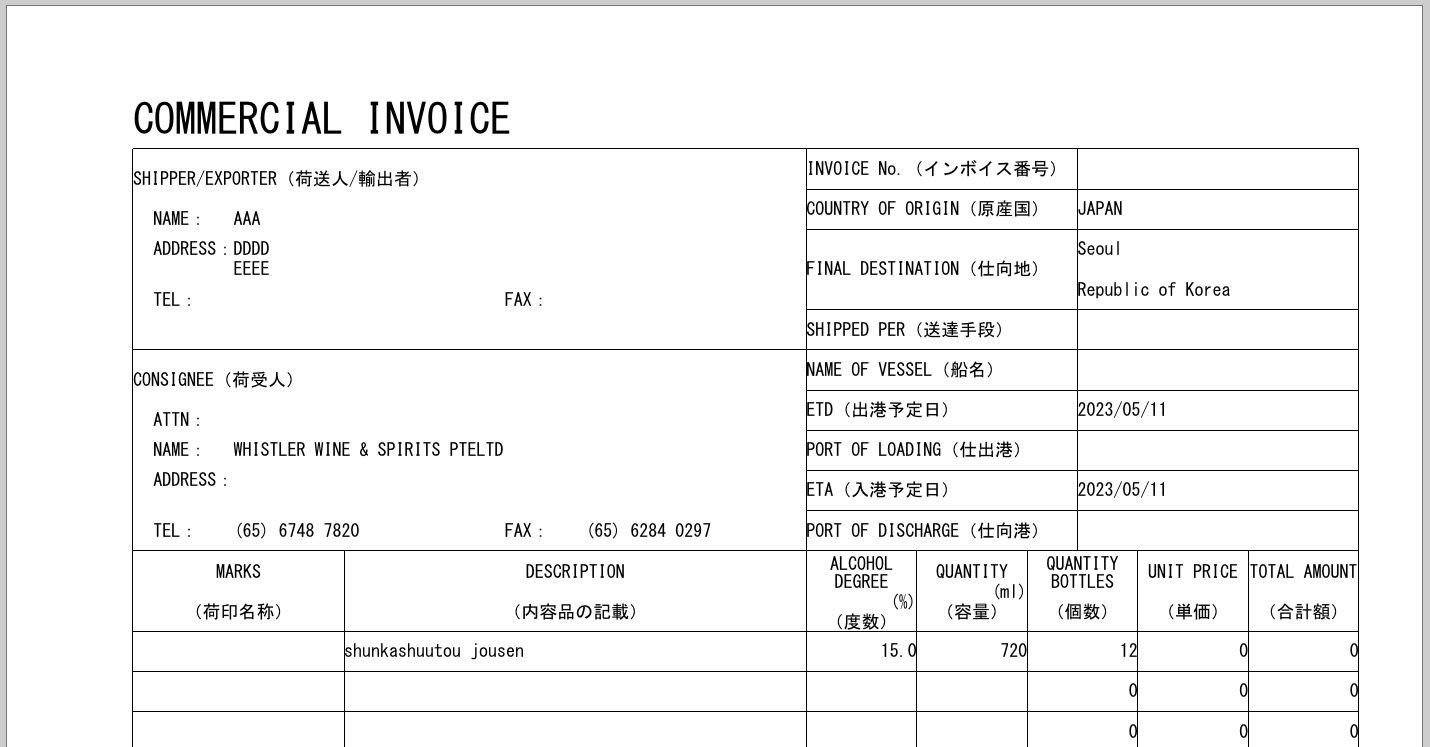 COMMERCIAL INVOICE
SHIPPER/EXPORTER（荷送人/輸出者）
NAME： AAA
ADDRESS：DDDD
EEEE
TEL： FAX：
INVOICE No.（インボイス番号）
COUNTRY OF ORIGIN（原産国） JAPAN
FINAL DESTINATION（仕向地） Seoul
Republic of Korea
SHIPPED PER（送達手段）
CONSIGNEE（荷受人）
ATTN：
NAME： WHISTLER WINE & SPIRITS PTELTD
ADDRESS：
TEL： (65) 6748 7820 FAX： (65) 6284 0297
NAME OF VESSEL（船名）
ETD（出港予定日） 2023/05/11
PORT OF LOADING（仕出港）
ETA（入港予定日） 2023/05/11
PORT OF DISCHARGE（仕向港）
MARKS
（荷印名称）
DESCRIPTION
（内容品の記載）
ALCOHOL
DEGREE
(%)
（度数）
QUANTITY
(ml)
（容量）
QUANTITY
BOTTLES
（個数）
UNIT PRICE
（単価）
TOTAL AMOUNT
（合計額）
shunkashuutou jousen 15.0 720 12 0 0
0 0 0
0 0 0